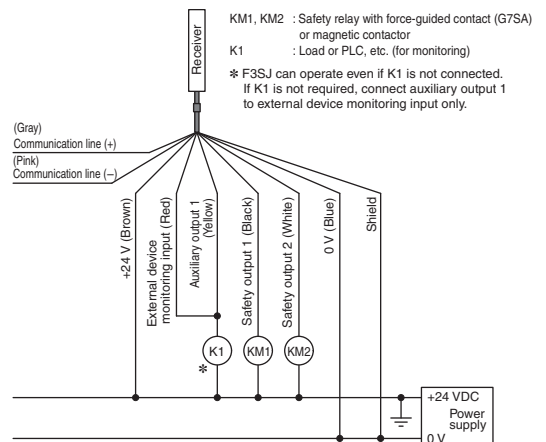 KM1, KM2 : Safety relay with force-guided contact (G7SA)
or magnetic contactor
K1 : Load or PLC, etc. (for monitoring)
* F3SJ can operate even if K1 is not connected.
If K1 is not required, connect auxiliary output 1
to external device monitoring input only.
Receiver
(Gray)
Communication line (+)
(Pink)
Communication line (–)
+24 V (Brown)
External device
monitoring input (Red)
Auxiliary output 1
(Yellow)
Safety output 1 (Black)
Safety output 2 (White)
0 V (Blue)
Shield
K1
KM1
KM2
*
+24 VDC
Power
supply
0 V